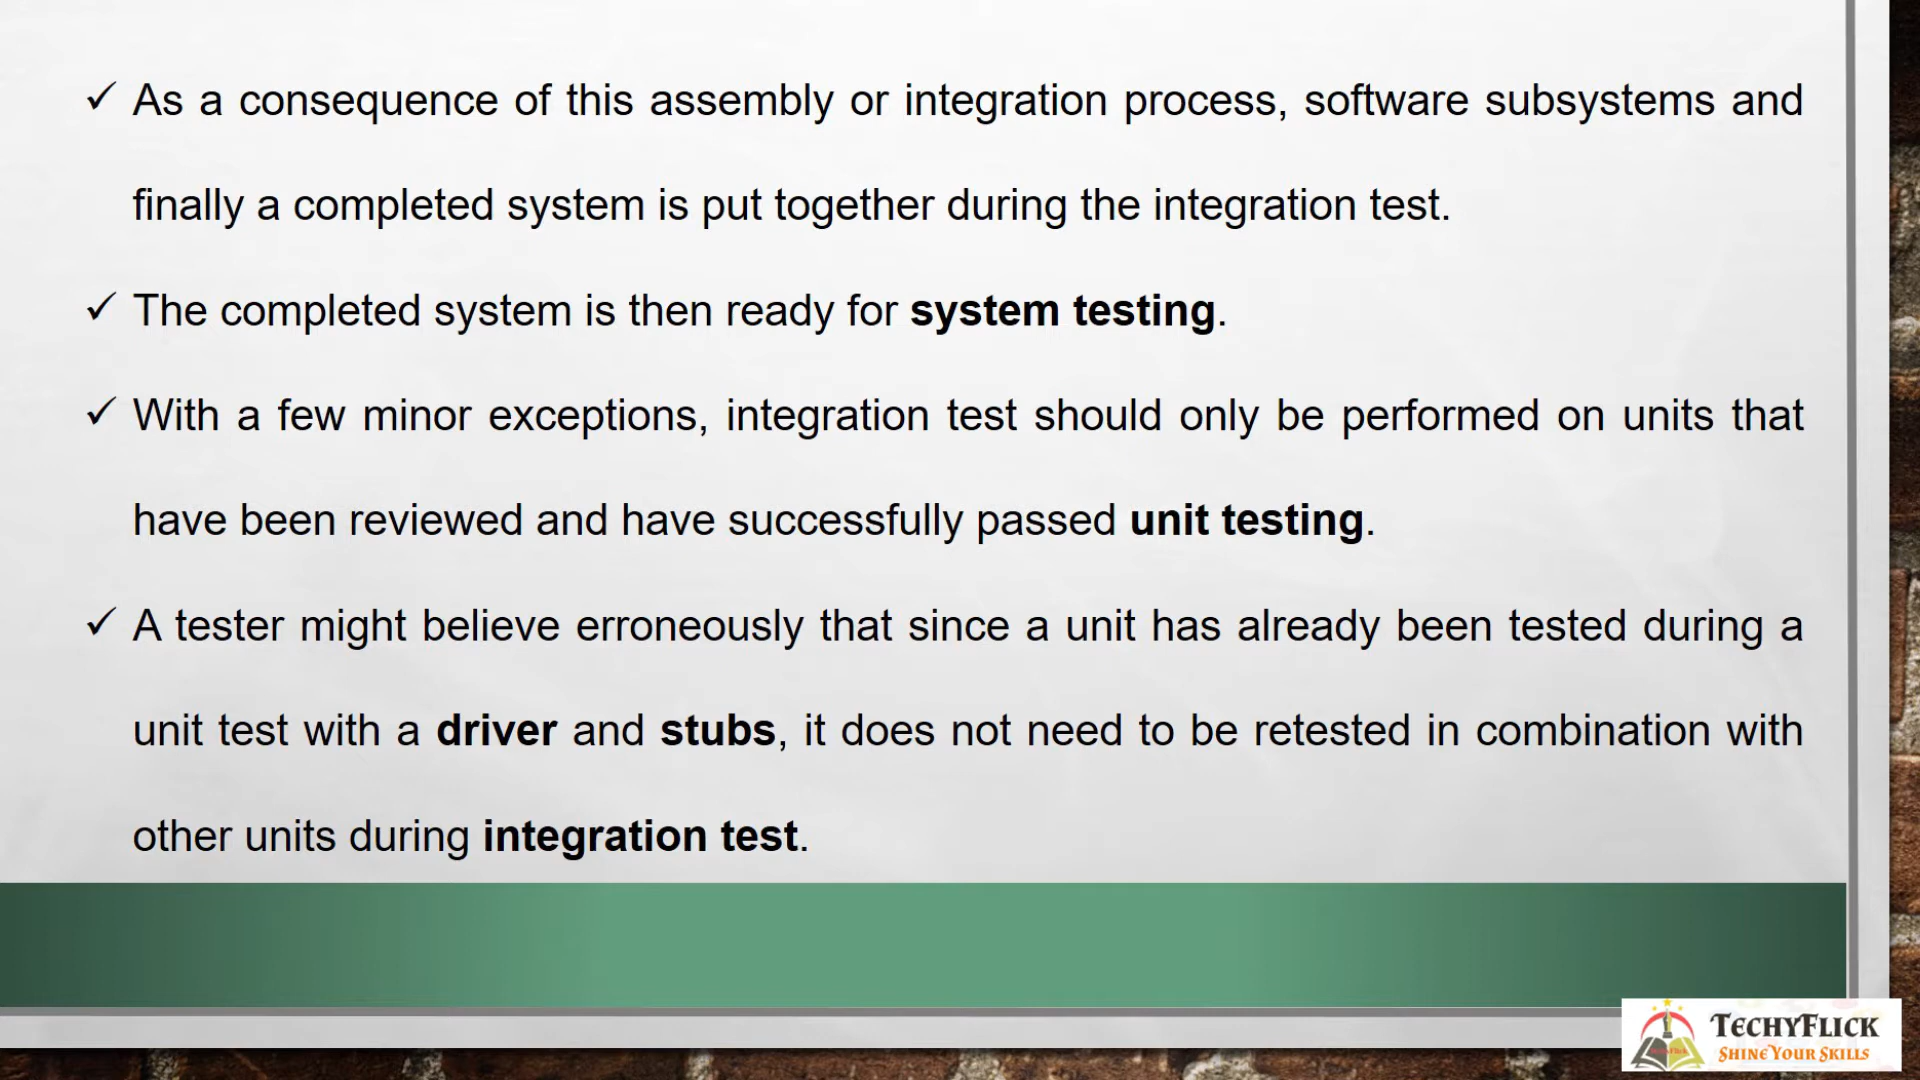 ✓ As a consequence of this assembly or integration process, software subsystems and
finally a completed system is put together during the integration test.
✓ The completed system is then ready for system testing.
✓ With a few minor exceptions, integration test should only be performed on units that
have been reviewed and have successfully passed unit testing.
✓ A tester might believe erroneously that since a unit has already been tested during a
unit test with a driver and stubs, it does not need to be retested in combination with
other units during integration test.
TECHYFLICK
SHINE YOUR SKILLS